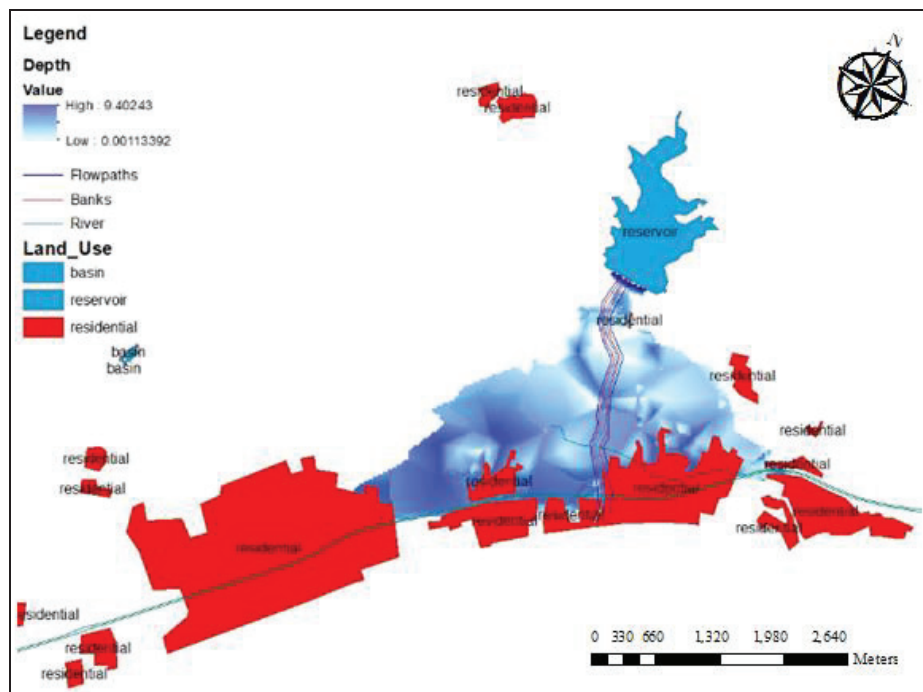 Legend
Depth
Value
High : 9.40243
Low : 0.00113392
Flowpaths
Banks
River
Land_Use
basin
reservoir
residential
N
residential
residential
reservoir
residential
basin
basin
residential
residential
residential
residential
residential
residential
residential
residential
residential
residential
residential
residential
residential
esidential
residential
residential
0 330 660 1,320 1,980 2,640
Meters